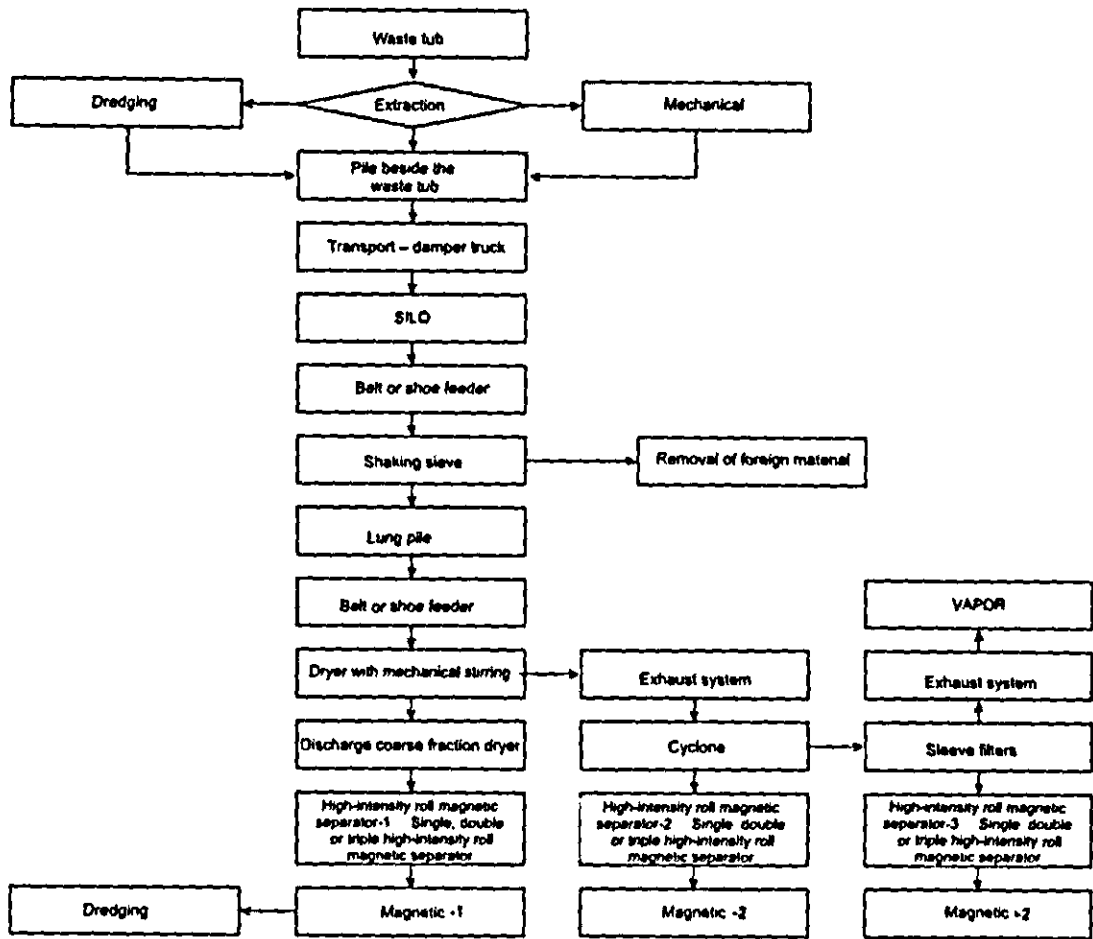 Waste tub
Dredging
Extraction
Mechanical
Pile beside the
waste tub
Transport – damper truck
SILO
Belt or shoe feeder
Shaking sieve
Removal of foreign material
Lung pile
Belt or shoe feeder
VAPOR
Dryer with mechanical stirring
Exhaust system
Exhaust system
Discharge coarse fraction dryer
Cyclone
Sleeve filters
High-intensity roll magnetic
separator-1 Single, double
or triple high-intensity roll
magnetic separator
High-intensity roll magnetic
separator-2 Single double
or triple high-intensity roll
magnetic separator
High-intensity roll magnetic
separator-3 Single double
or triple high-intensity roll
magnetic separator
Dredging
Magnetic -1
Magnetic -2
Magnetic +2